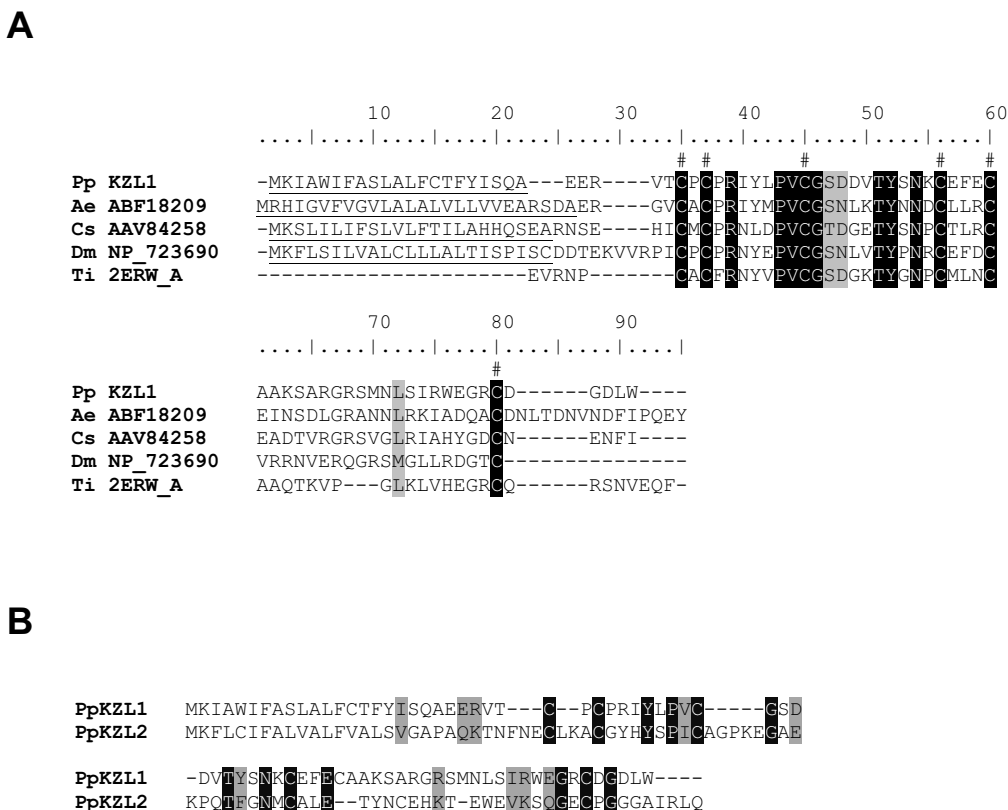 A
10 20 30 40 50 60
....|....|....|....|....|....|....|....|....|....|....|....|
# # # # #
Pp KZL1 -MKIAWIFASLALFCTFYISQA---EER----VTCPCPRIYLPVCGSDDVTYSNKCEFEC
Ae ABF18209 MRHIGVFVGVLALALVLLVVEARSDAER----GVCACPRIYMPVCGSNLKTYNNDCLLRC
Cs AAV84258 -MKSLILIFSLVLFTILAHHQSEARNSE----HICMCPRNLDPVCGTDGETYSNPCTLRC
Dm NP_723690 -MKFLSILVALCLLLALTISPISCDDTEKVVRPICPCPRNYEPVCGSNLVTYPNRCEFDC
Ti 2ERW_A ----------------------EVRNP-------CACFRNYVPVCGSDGKTYGNPCMLNC
70 80 90
....|....|....|....|....|....|....|
#
Pp KZL1 AAKSARGRSMNLSIRWEGRCD------GDLW----
Ae ABF18209 EINSDLGRANNLRKIADQACDNLTDNVNDFIPQEY
Cs AAV84258 EADTVRGRSVGLRIAHYGDCN------ENFI----
Dm NP_723690 VRRNVERQGRSMGLLRDGTC---------------
Ti 2ERW_A AAQTKVP---GLKLVHEGRCQ------RSNVEQF-
B
PpKZL1 MKIAWIFASLALFCTFYISQAEERVT---C--PCPRIYLPVC-----GSD
PpKZL2 MKFLCIFALVALFVALSVGAPAQKTNFNECLKACGYHYSPICAGPKEGAE
PpKZL1 -DVTYSNKCEFECAAKSARGRSMNLSIRWEGRCDGDLW----
PpKZL2 KPQTFGNMCALE--TYNCEHKT-EWEVKSQGECPGGGAIRLQ